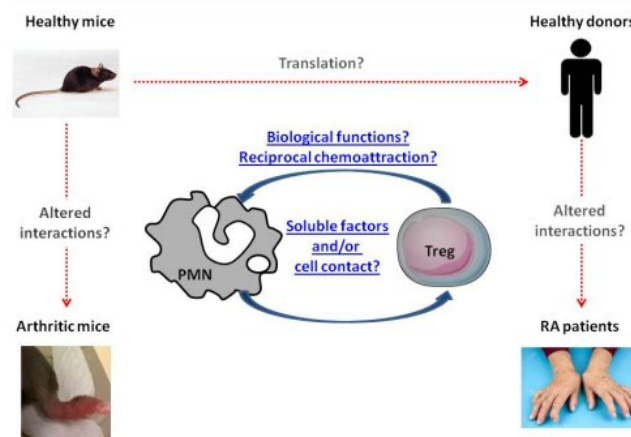 Healthy mice
Healthy donors
Translation?
Biological functions?
Reciprocal chemoattraction?
Altered
interactions?
Soluble factors
and/or
cell contact?
PMN
Treg
Altered
interactions?
Arthritic mice
RA patients